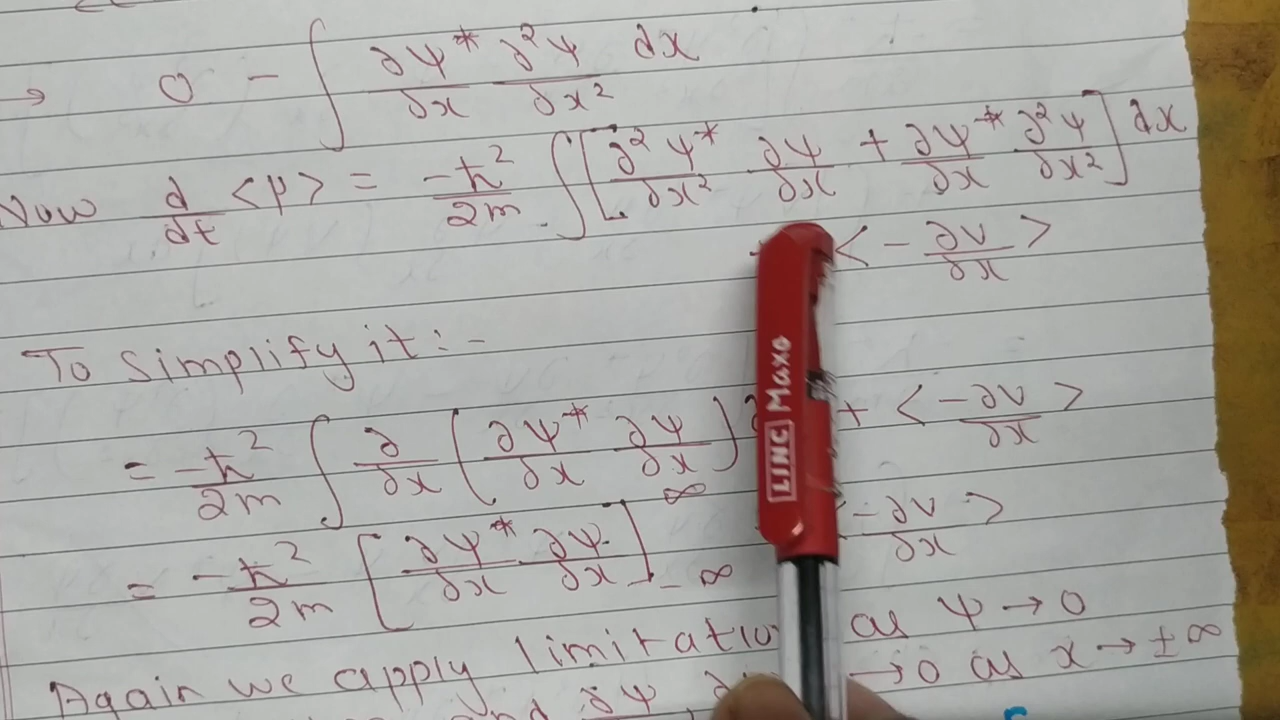 → 0 - ∫ ∂ψ*/∂x ∂²ψ/∂x² dx
Now d/dt <p> = -ħ²/2m ∫ [∂²ψ*/∂x² ∂ψ/∂x + ∂ψ*/∂x ∂²ψ/∂x²] dx
< -∂V/∂x >
To simplify it :-
= -ħ²/2m ∫ ∂/∂x (∂ψ*/∂x ∂ψ/∂x) + < -∂V/∂x >
= -ħ²/2m [∂ψ*/∂x ∂ψ/∂x]^∞_-∞ -∂V/∂x >
Again we apply limitation as ψ → 0
and ∂ψ → 0 as x → ±∞
LINC Maxo